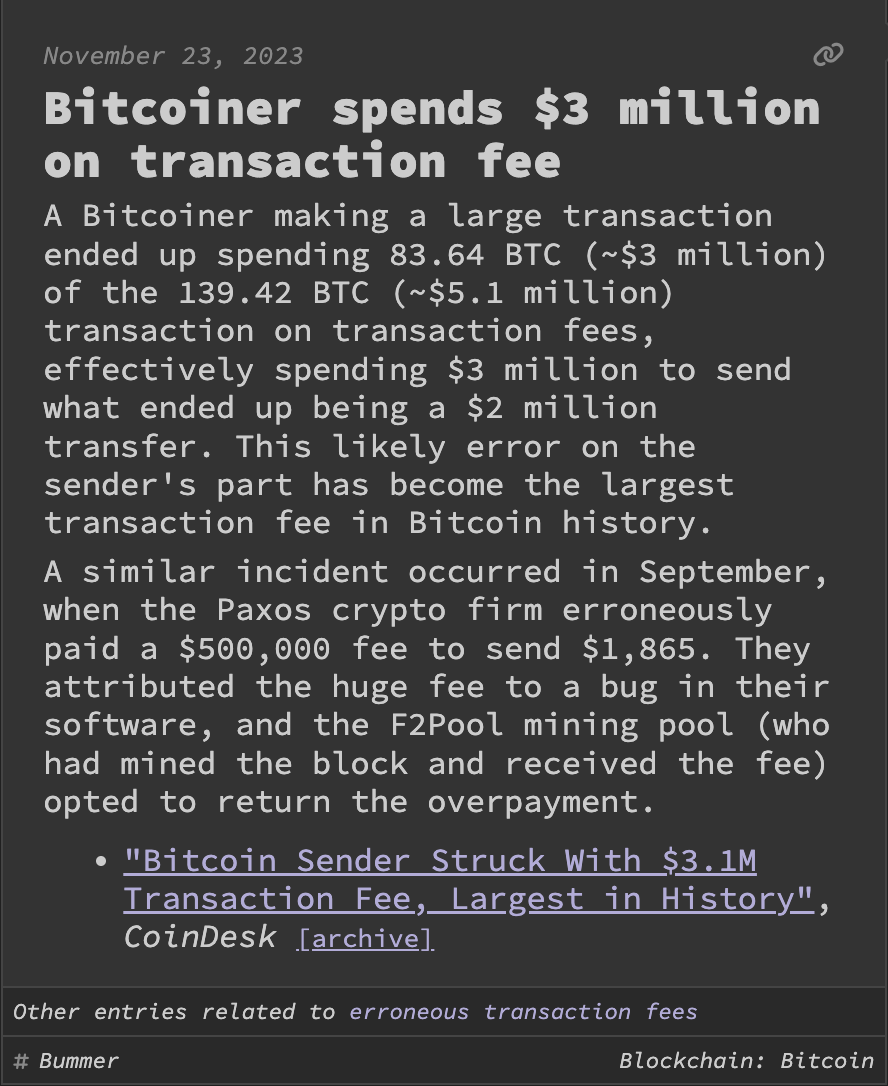 November 23, 2023
Bitcoiner spends $3 million
on transaction fee
A Bitcoiner making a large transaction
ended up spending 83.64 BTC (~$3 million)
of the 139.42 BTC (~$5.1 million)
transaction on transaction fees,
effectively spending $3 million to send
what ended up being a $2 million
transfer. This likely error on the
sender's part has become the largest
transaction fee in Bitcoin history.
A similar incident occurred in September,
when the Paxos crypto firm erroneously
paid a $500,000 fee to send $1,865. They
attributed the huge fee to a bug in their
software, and the F2Pool mining pool (who
had mined the block and received the fee)
opted to return the overpayment.
• "Bitcoin Sender Struck With $3.1M
Transaction Fee, Largest in History",
CoinDesk [archive]
Other entries related to erroneous transaction fees
# Bummer
Blockchain: Bitcoin